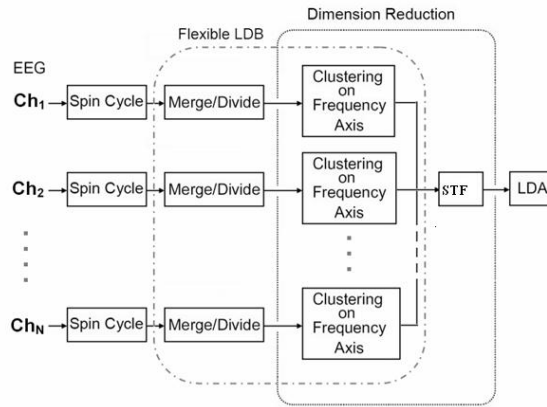 Dimension Reduction
Flexible LDB
EEG
Ch1
Spin Cycle
Merge/Divide
Clustering
on
Frequency
Axis
Ch2
Spin Cycle
Merge/Divide
Clustering
on
Frequency
Axis
STF
LDA
ChN
Spin Cycle
Merge/Divide
Clustering
on
Frequency
Axis